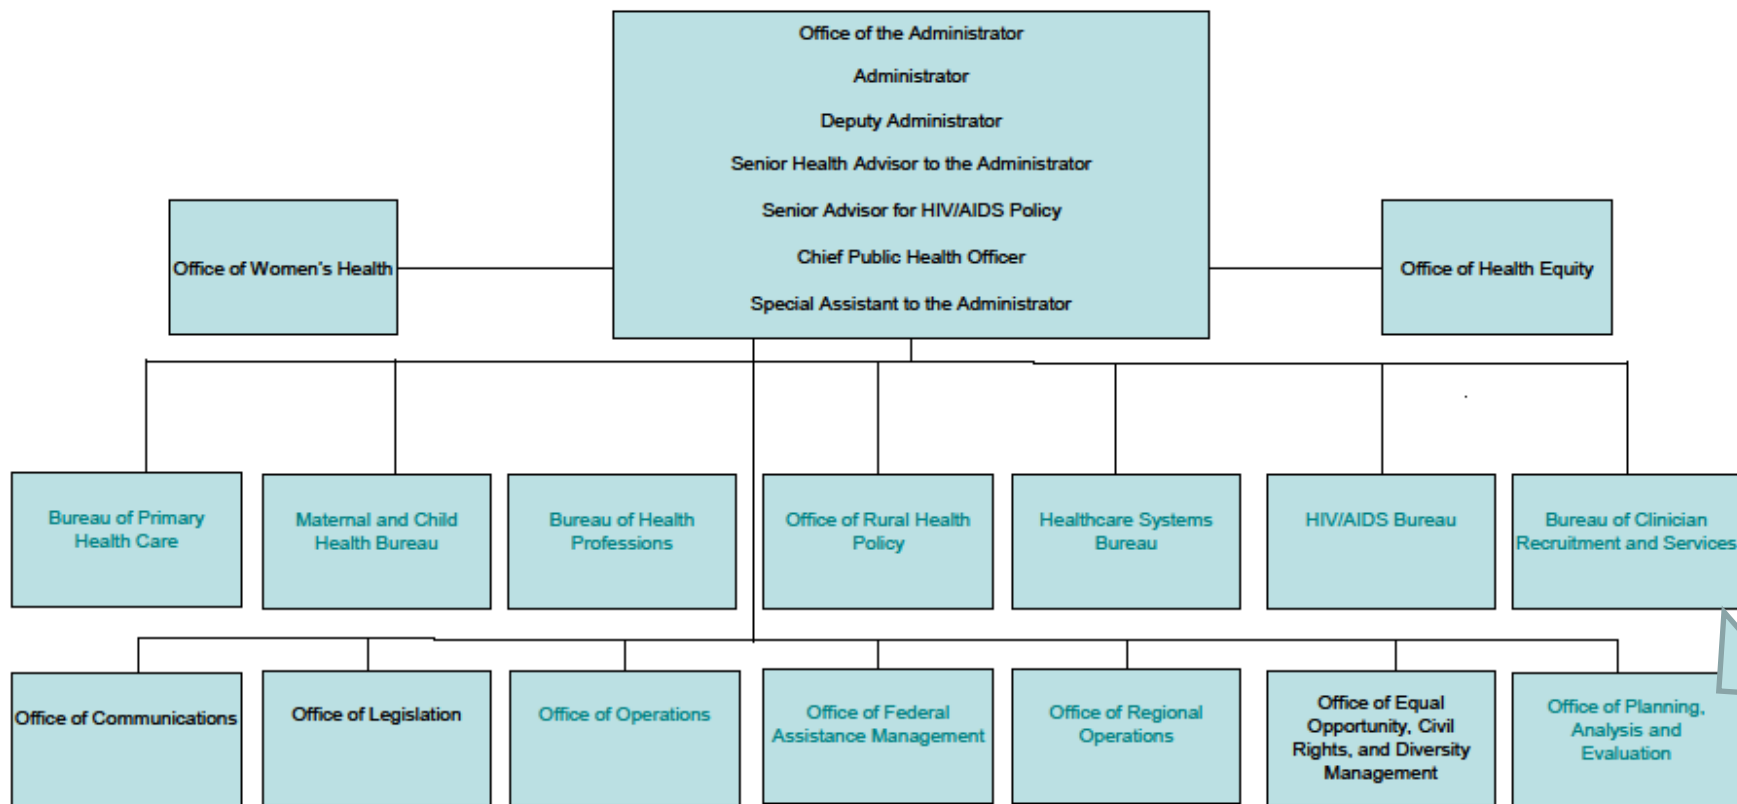 Office of the Administrator
Administrator
Deputy Administrator
Senior Health Advisor to the Administrator
Senior Advisor for HIV/AIDS Policy
Chief Public Health Officer
Special Assistant to the Administrator
Office of Women's Health
Office of Health Equity
Bureau of Primary
Health Care
Maternal and Child
Health Bureau
Bureau of Health
Professions
Office of Rural Health
Policy
Healthcare Systems
Bureau
HIV/AIDS Bureau
Bureau of Clinician
Recruitment and Services
Office of Communications
Office of Legislation
Office of Operations
Office of Federal
Assistance Management
Office of Regional
Operations
Office of Equal
Opportunity, Civil
Rights, and Diversity
Management
Office of Planning,
Analysis and
Evaluation